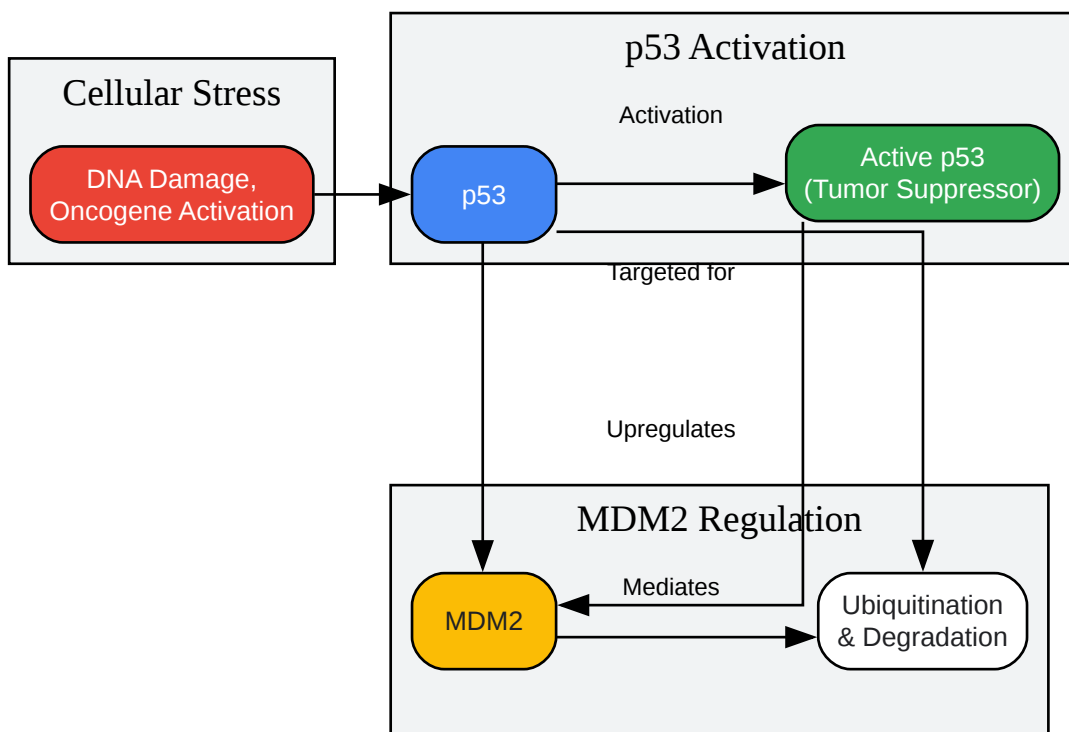 Cellular Stress
DNA Damage,
Oncogene Activation
p53 Activation
Activation
p53
Active p53
(Tumor Suppressor)
Targeted for
Upregulates
MDM2 Regulation
Mediates
MDM2
Ubiquitination
& Degradation